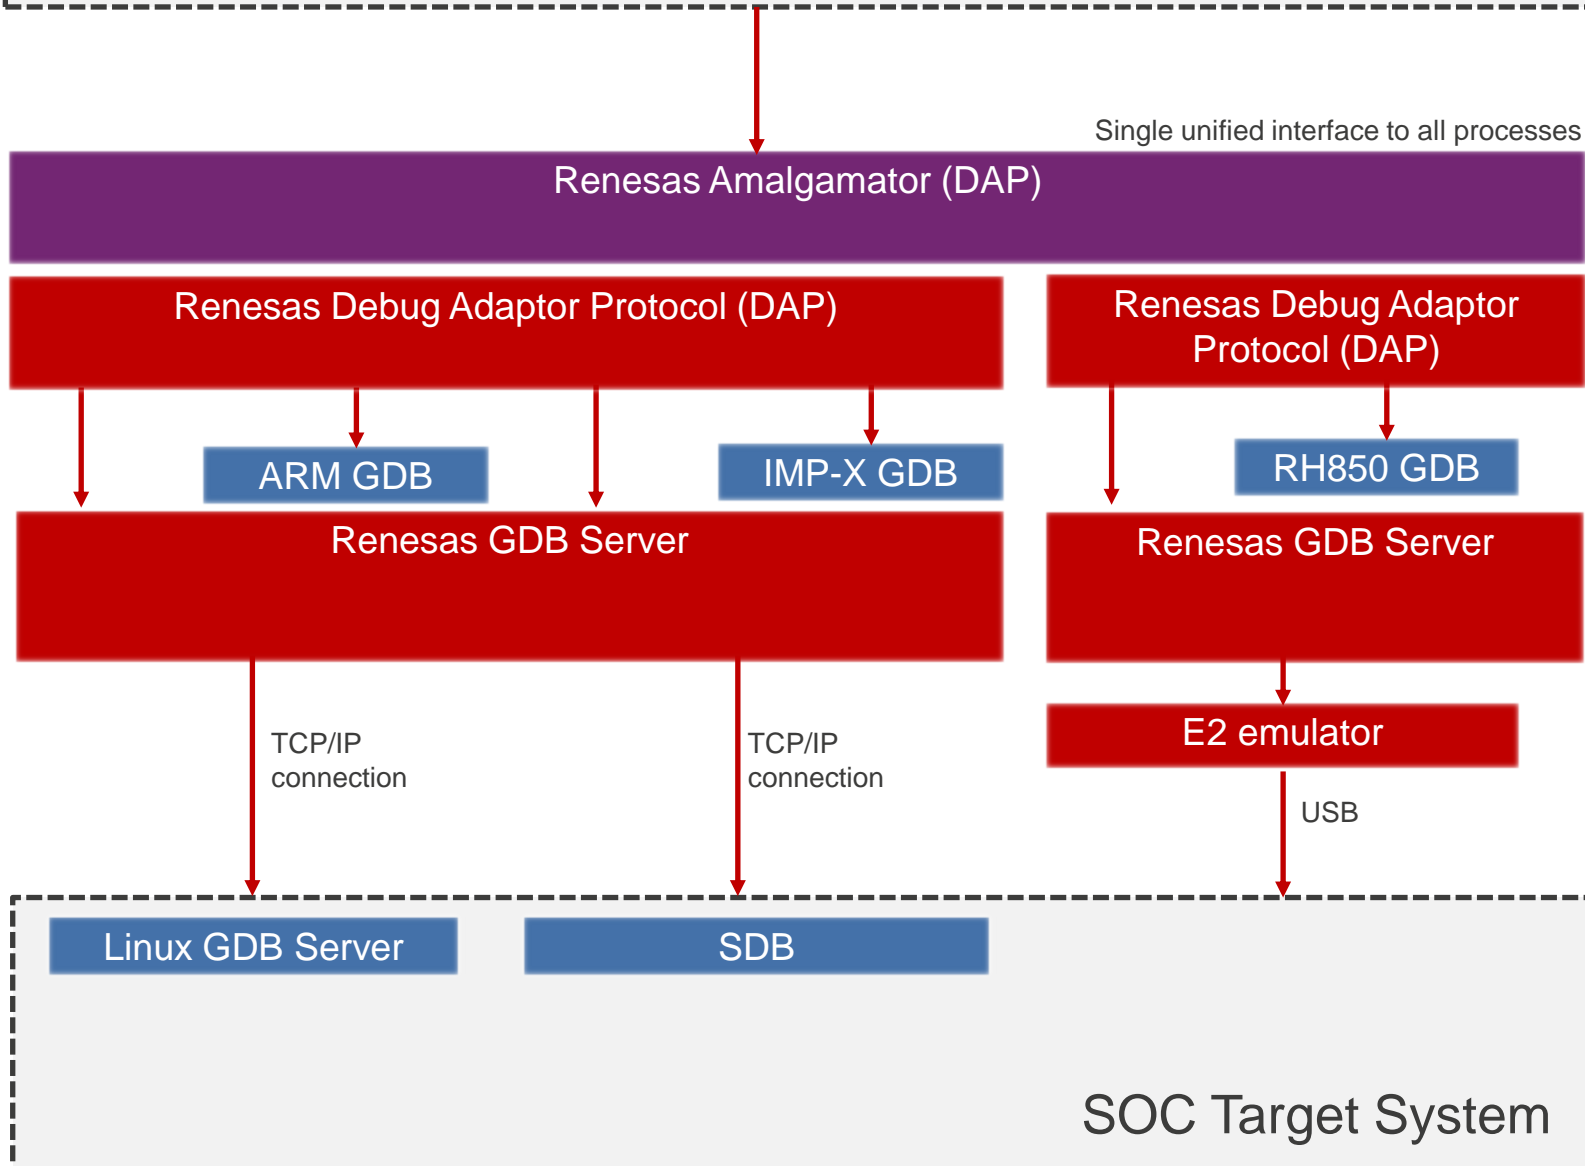 Single unified interface to all processes
Renesas Amalgamator (DAP)
Renesas Debug Adaptor Protocol (DAP)
Renesas Debug Adaptor
Protocol (DAP)
ARM GDB
IMP-X GDB
RH850 GDB
Renesas GDB Server
Renesas GDB Server
E2 emulator
TCP/IP
connection
TCP/IP
connection
USB
Linux GDB Server
SDB
SOC Target System